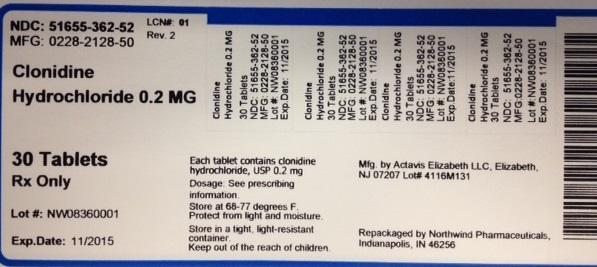 NDC: 51655-362-52
MFG: 0228-2128-50
LCN#: 01
Rev. 2
Clonidine
Hydrochloride 0.2 MG
30 Tablets
Rx Only
Lot #: NW08360001
Exp.Date: 11/2015
Clonidine
Hydrochloride 0.2 MG
30 Tablets
NDC: 51655-362-52
MFG: 0228-2128-50
Lot #: NW08360001
Exp.Date: 11/2015
Clonidine
Hydrochloride 0.2 MG
30 Tablets
NDC: 51655-362-52
MFG: 0228-2128-50
Lot #: NW08360001
Exp.Date: 11/2015
Clonidine
Hydrochloride 0.2 MG
30 Tablets
NDC: 51655-362-52
MFG: 0228-2128-50
Lot #: NW08360001
Exp.Date: 11/2015
Clonidine
Hydrochloride 0.2 MG
30 Tablets
NDC: 51655-362-52
MFG: 0228-2128-50
Lot #: NW08360001
Exp.Date: 11/2015
Each tablet contains clonidine
hydrochloride, USP 0.2 mg
Dosage: See prescribing
information.
Store at 68-77 degrees F.
Protect from light and moisture.
Store in a tight, light-resistant
container.
Keep out of the reach of children.
Mfg. by Actavis Elizabeth LLC, Elizabeth,
NJ 07207 Lot# 4116M131
Repackaged by Northwind Pharmaceuticals,
Indianapolis, IN 46256